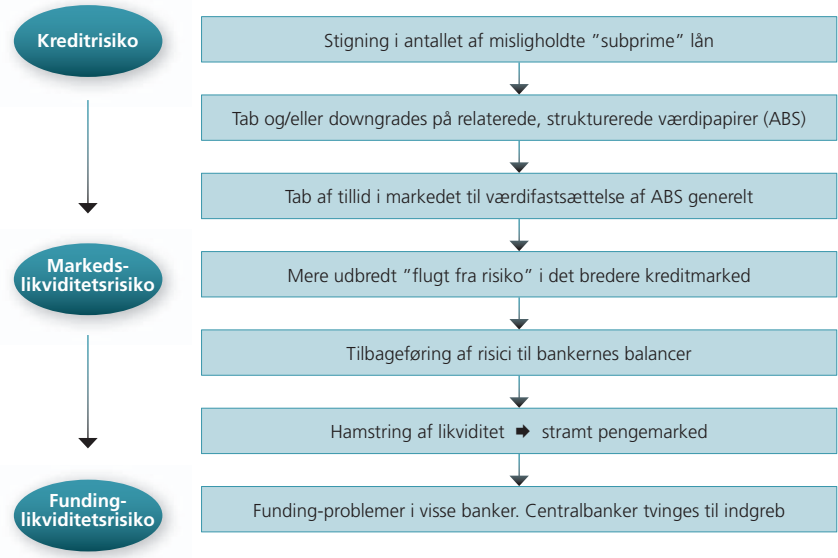 Kreditrisiko
Stigning i antallet af misligholdte ”subprime” lån
Tab og/eller downgrades på relaterede, strukturerede værdipapirer (ABS)
Tab af tillid i markedet til værdifastsættelse af ABS generelt
Markeds-
likviditetsrisiko
Mere udbredt ”flugt fra risiko” i det bredere kreditmarked
Tilbageføring af risici til bankernes balancer
Hamstring af likviditet ➡ stramt pengemarked
Funding-
likviditetsrisiko
Funding-problemer i visse banker. Centralbanker tvinges til indgreb